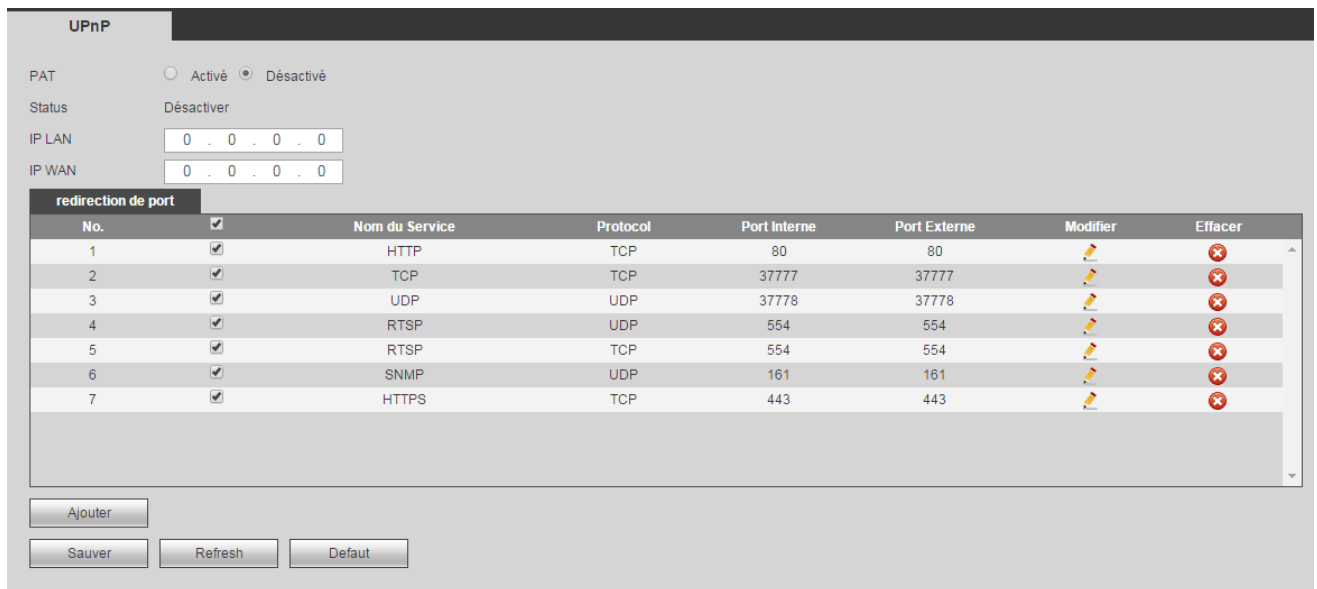 UPnP
PAT Activé Désactivé
Status Désactiver
IP LAN 0 . 0 . 0 . 0
IP WAN 0 . 0 . 0 . 0
redirection de port
No. Nom du Service Protocol Port Interne Port Externe Modifier Effacer
1 HTTP TCP 80 80
2 TCP TCP 37777 37777
3 UDP UDP 37778 37778
4 RTSP UDP 554 554
5 RTSP TCP 554 554
6 SNMP UDP 161 161
7 HTTPS TCP 443 443
Ajouter
Sauver Refresh Defaut